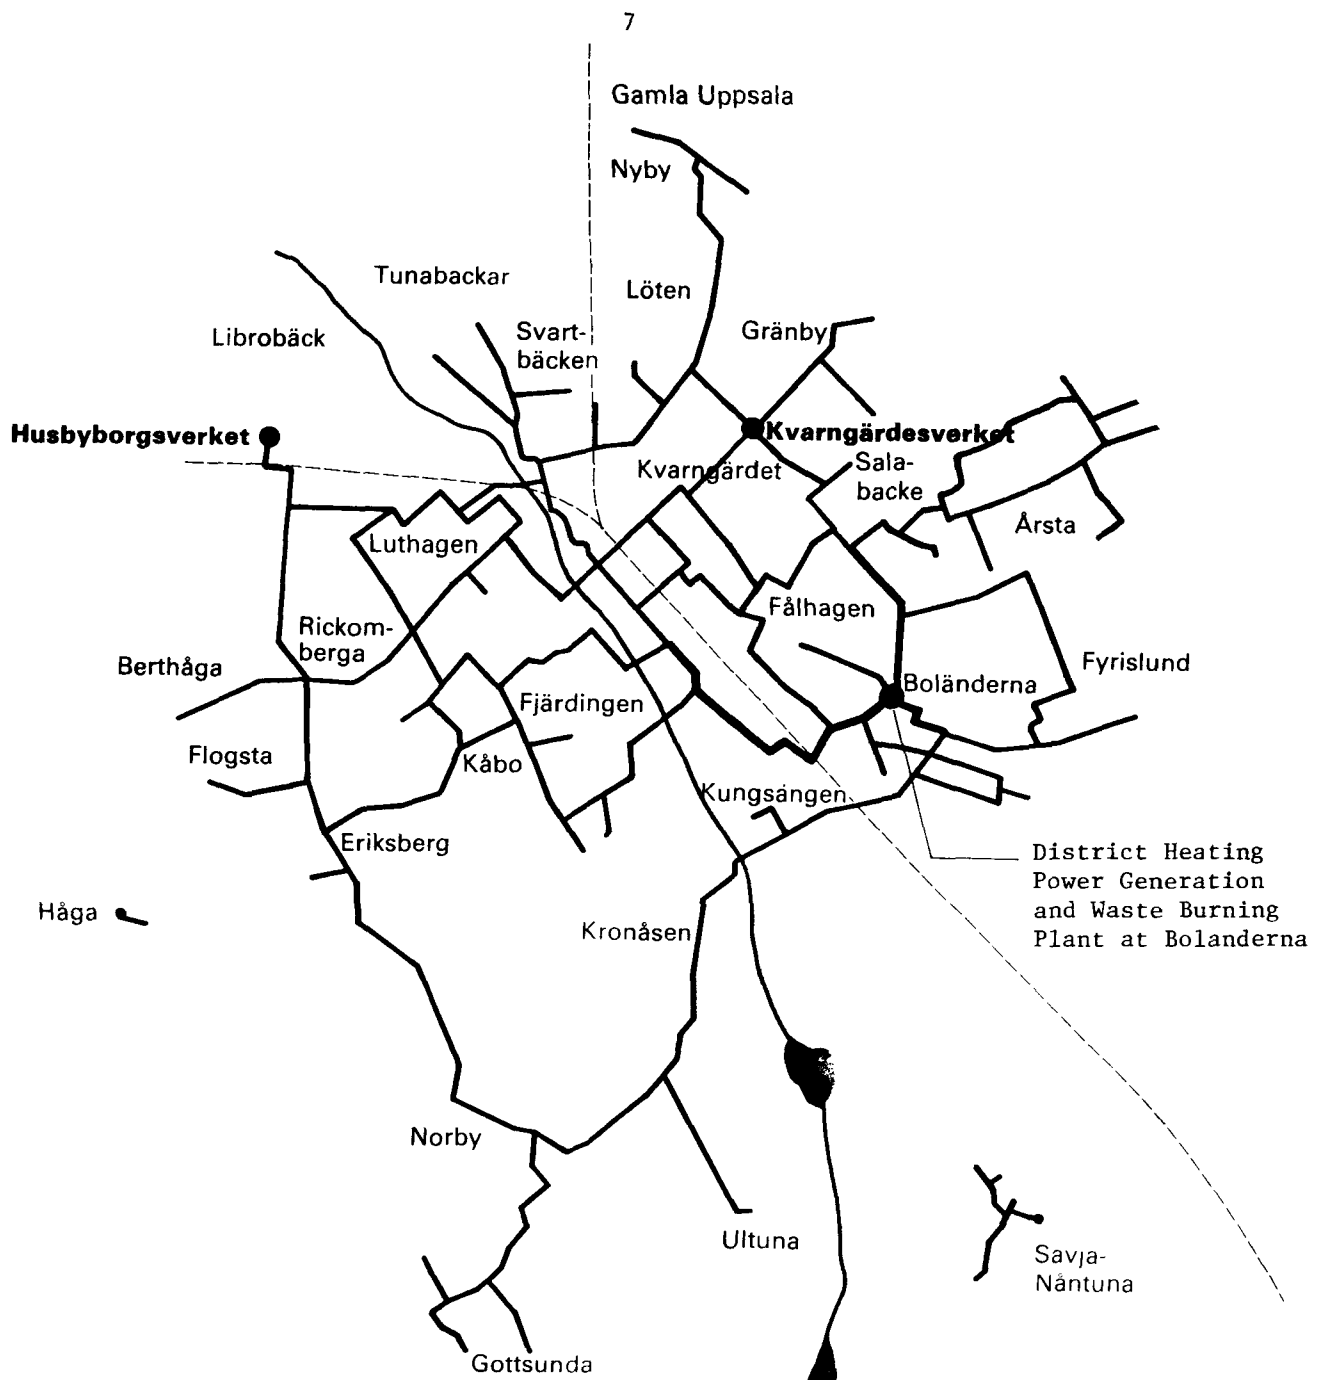 7
Gamla Uppsala
Nyby
Tunabackar
Löten
Librobäck
Svart-
bäcken
Gränby
Husbyborgsverket
Kvarngärdesverket
Kvarngärdet
Sala-
backe
Årsta
Luthagen
Fålhagen
Rickom-
berga
Berthåga
Fyrislund
Boländerna
Fjärdingen
Flogsta
Kåbo
Kungsängen
Eriksberg
District Heating
Power Generation
and Waste Burning
Plant at Bolanderna
Håga
Kronåsen
Norby
Ultuna
Savja-
Nåntuna
Gottsunda